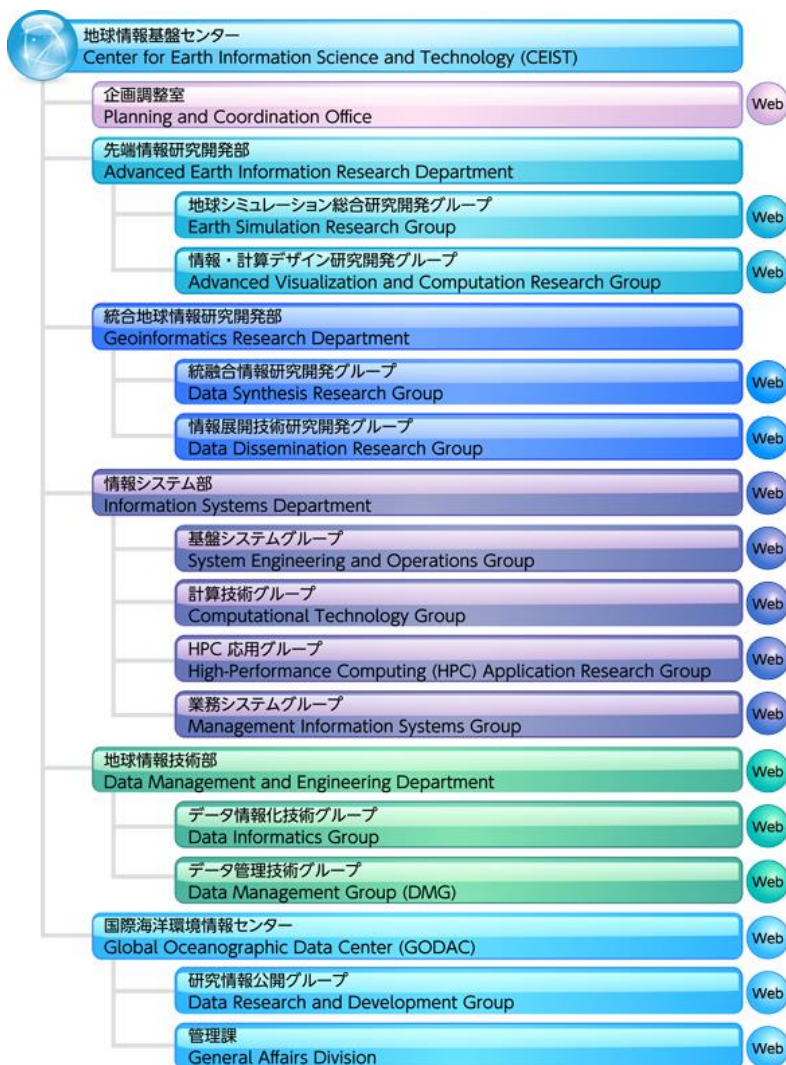 地球情報基盤センター
Center for Earth Information Science and Technology (CEIST)
企画調整室
Planning and Coordination Office
Web
先端情報研究開発部
Advanced Earth Information Research Department
地球シミュレーション総合研究開発グループ
Earth Simulation Research Group
Web
情報・計算デザイン研究開発グループ
Advanced Visualization and Computation Research Group
Web
統合地球情報研究開発部
Geoinformatics Research Department
統融合情報研究開発グループ
Data Synthesis Research Group
Web
情報展開技術研究開発グループ
Data Dissemination Research Group
Web
情報システム部
Information Systems Department
Web
基盤システムグループ
System Engineering and Operations Group
Web
計算技術グループ
Computational Technology Group
Web
HPC 応用グループ
High-Performance Computing (HPC) Application Research Group
Web
業務システムグループ
Management Information Systems Group
Web
地球情報技術部
Data Management and Engineering Department
Web
データ情報化技術グループ
Data Informatics Group
Web
データ管理技術グループ
Data Management Group (DMG)
Web
国際海洋環境情報センター
Global Oceanographic Data Center (GODAC)
Web
研究情報公開グループ
Data Research and Development Group
Web
管理課
General Affairs Division
Web